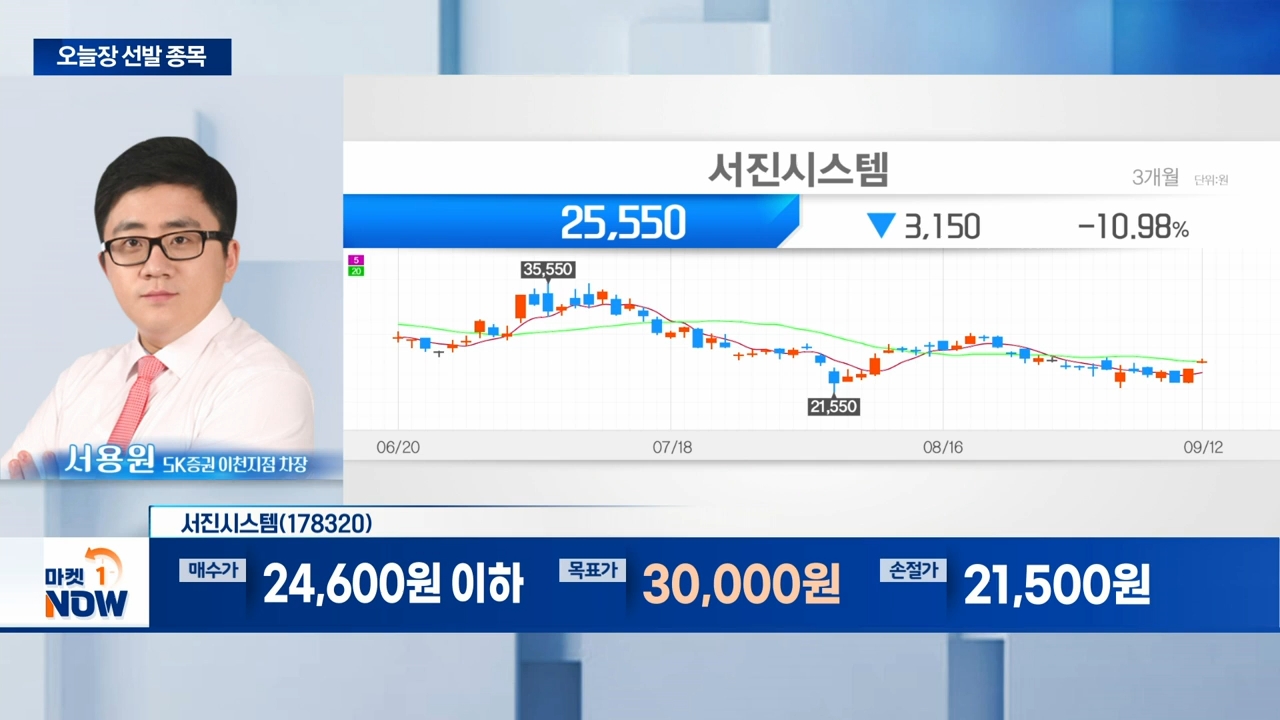 오늘장 선발 종목
서진시스템
3개월 단위:원
25,550 ▼3,150 -10.98%
5
20
35,550
21,550
06/20 07/18 08/16 09/12
서용원 SK증권 이천지점 차장
서진시스템(178320)
마켓 1
NOW
매수가 24,600원 이하 목표가 30,000원 손절가 21,500원